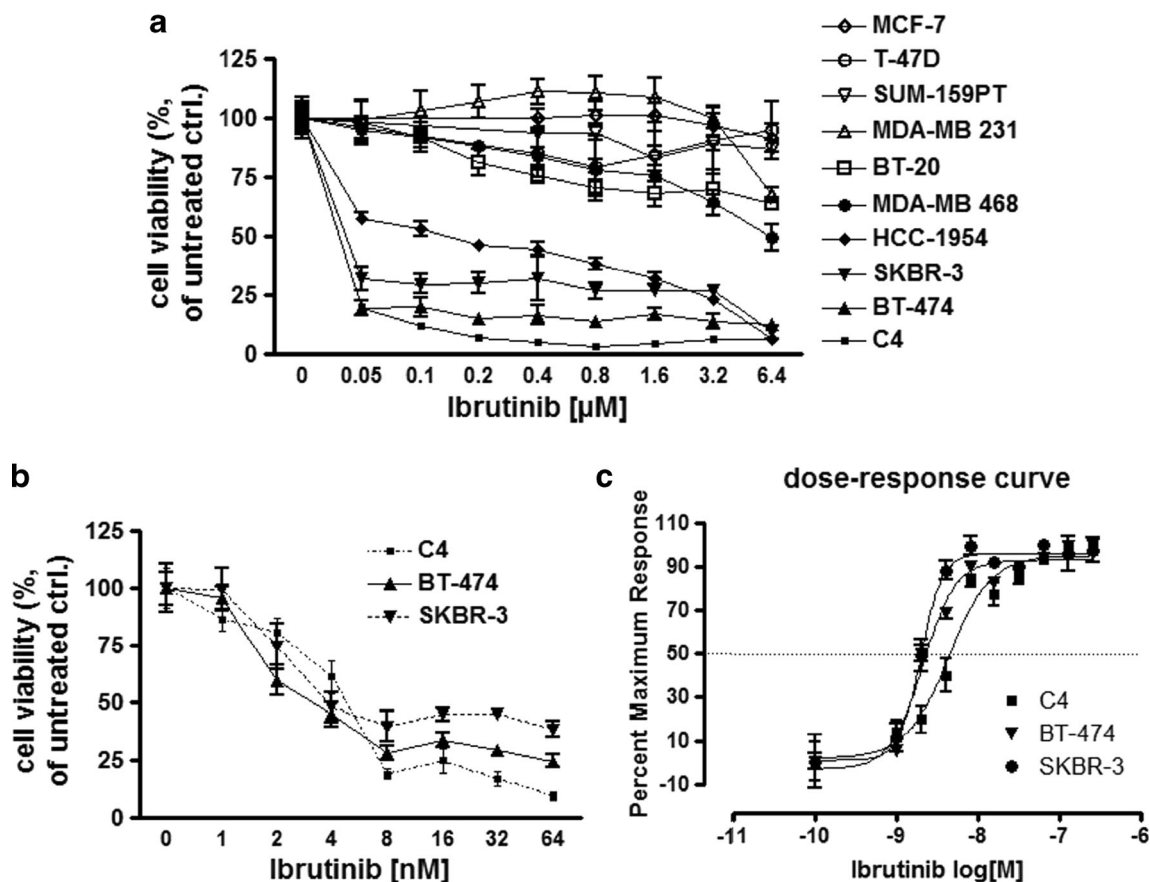 a
cell viability (%,
of untreated ctrl.)
125
100
75
50
25
0
0 0.05 0.1 0.2 0.4 0.8 1.6 3.2 6.4
Ibrutinib [µM]
MCF-7
T-47D
SUM-159PT
MDA-MB 231
BT-20
MDA-MB 468
HCC-1954
SKBR-3
BT-474
C4
b
cell viability (%,
of untreated ctrl.)
125
100
75
50
25
0
0 1 2 4 8 16 32 64
Ibrutinib [nM]
C4
BT-474
SKBR-3
c
dose-response curve
Percent Maximum Response
110
90
70
50
30
10
-10
-11 -10 -9 -8 -7 -6
Ibrutinib log[M]
C4
BT-474
SKBR-3